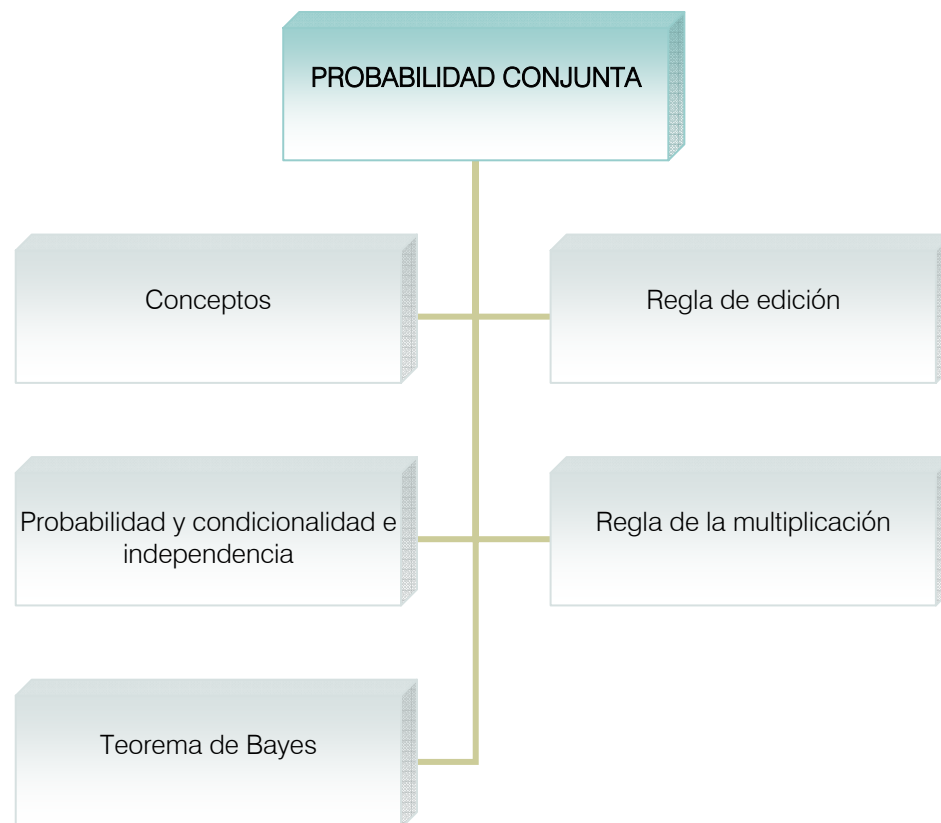 PROBABILIDAD CONJUNTA
Conceptos
Regla de edición
Probabilidad y condicionalidad e
independencia
Regla de la multiplicación
Teorema de Bayes